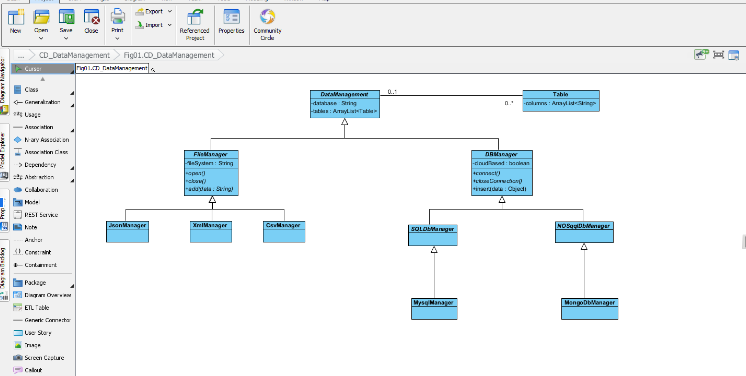 Export
Import
New
Open
Save
Close
Print
Referenced
Project
Properties
Community
Circle
...
CD_DataManagement
Fig01.CD_DataManagement
Diagram Navigator
Model Explorer
Prop
Diagram Backlog
Cursor
Class
Generalization
Usage
Association
N-ary Association
Association Class
Dependency
Abstraction
Collaboration
Model
REST Service
Note
Anchor
Constraint
Containment
Package
Diagram Overview
ETL Table
Generic Connector
User Story
Image
Screen Capture
Callout
Fig01.CD_DataManagement
DataManagement
-database : String
-tables : ArrayList<Table>
0..1
0..*
Table
-columns : ArrayList<String>
FileManager
-fileSystem : String
+open()
+close()
+add(data : String)
DBManager
-cloudBased : boolean
+connect()
+closeConnection()
+insert(data : Object)
JsonManager
XmlManager
CsvManager
SQLDbManager
NOSqqlDbManager
MysqlManager
MongoDbManager